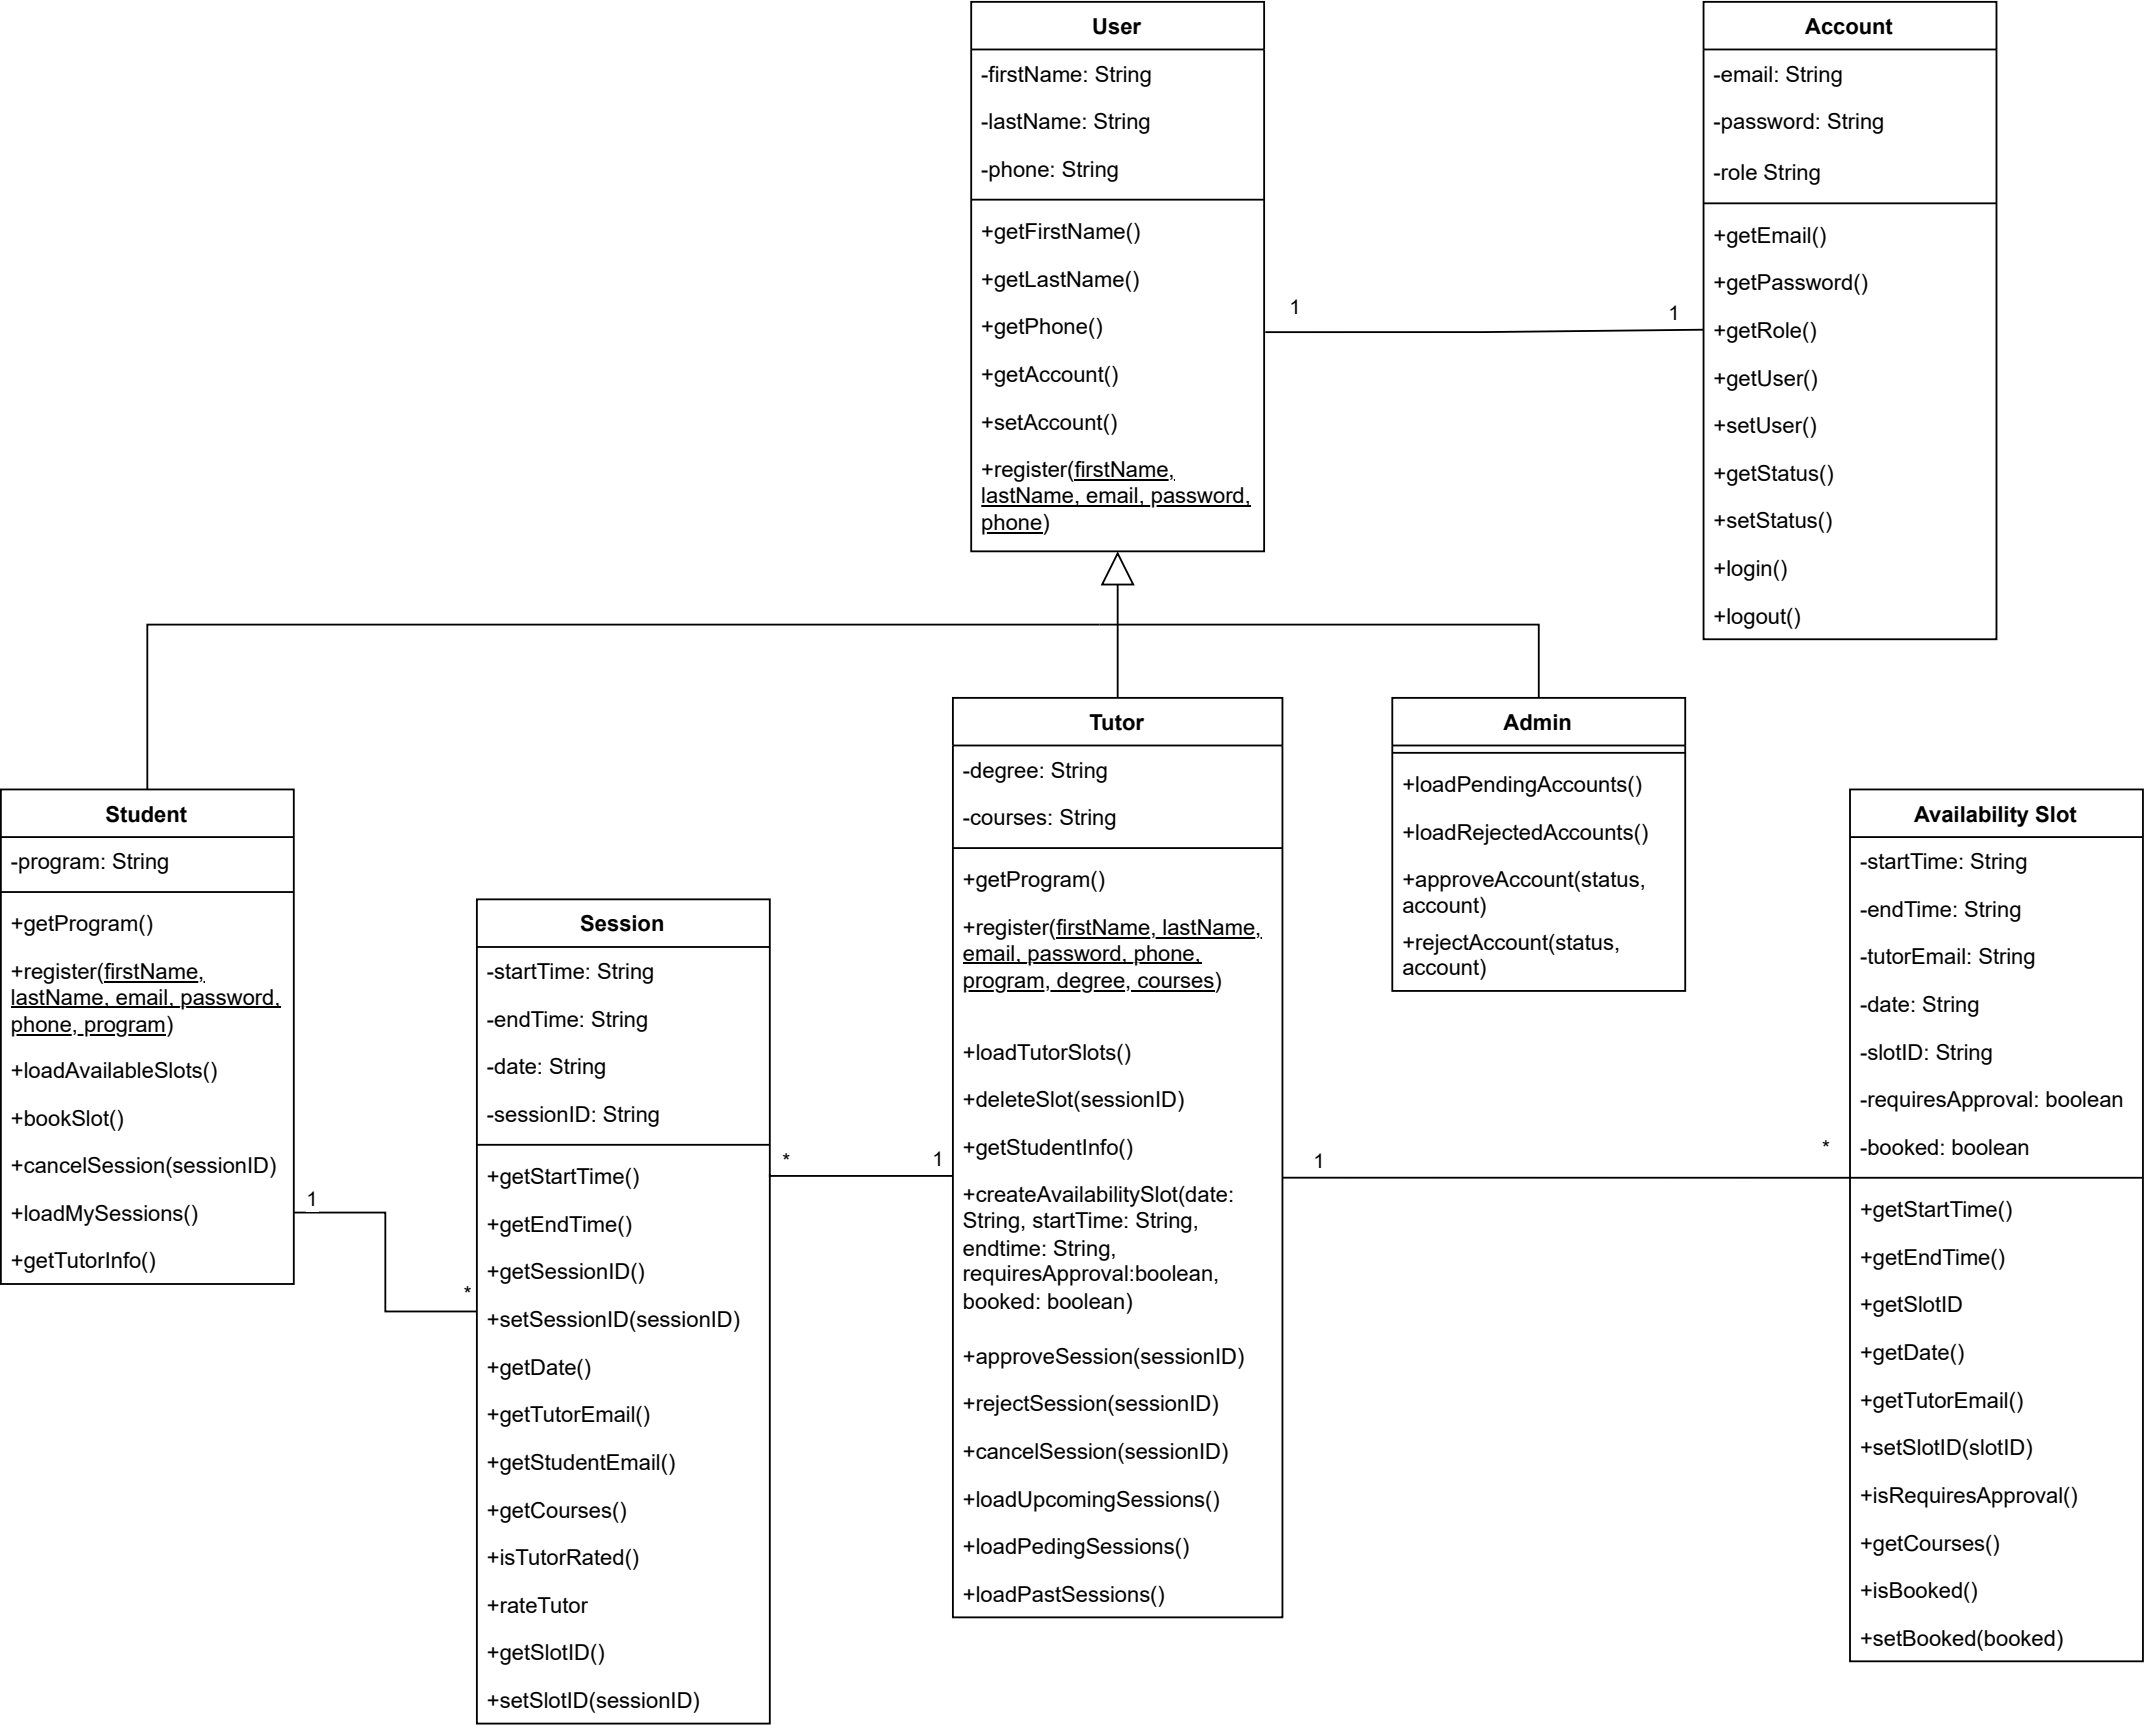 User
-firstName: String
-lastName: String
-phone: String
+getFirstName()
+getLastName()
+getPhone()
+getAccount()
+setAccount()
+register(firstName,
lastName, email, password,
phone)
1
1
Account
-email: String
-password: String
-role String
+getEmail()
+getPassword()
+getRole()
+getUser()
+setUser()
+getStatus()
+setStatus()
+login()
+logout()
Student
-program: String
+getProgram()
+register(firstName,
lastName, email, password,
phone, program)
+loadAvailableSlots()
+bookSlot()
+cancelSession(sessionID)
+loadMySessions()
+getTutorInfo()
1
*
Session
-startTime: String
-endTime: String
-date: String
-sessionID: String
+getStartTime()
+getEndTime()
+getSessionID()
+setSessionID(sessionID)
+getDate()
+getTutorEmail()
+getStudentEmail()
+getCourses()
+isTutorRated()
+rateTutor
+getSlotID()
+setSlotID(sessionID)
*
1
Tutor
-degree: String
-courses: String
+getProgram()
+register(firstName, lastName,
email, password, phone,
program, degree, courses)
+loadTutorSlots()
+deleteSlot(sessionID)
+getStudentInfo()
+createAvailabilitySlot(date:
String, startTime: String,
endtime: String,
requiresApproval:boolean,
booked: boolean)
+approveSession(sessionID)
+rejectSession(sessionID)
+cancelSession(sessionID)
+loadUpcomingSessions()
+loadPedingSessions()
+loadPastSessions()
Admin
+loadPendingAccounts()
+loadRejectedAccounts()
+approveAccount(status,
account)
+rejectAccount(status,
account)
1
*
Availability Slot
-startTime: String
-endTime: String
-tutorEmail: String
-date: String
-slotID: String
-requiresApproval: boolean
-booked: boolean
+getStartTime()
+getEndTime()
+getSlotID
+getDate()
+getTutorEmail()
+setSlotID(slotID)
+isRequiresApproval()
+getCourses()
+isBooked()
+setBooked(booked)